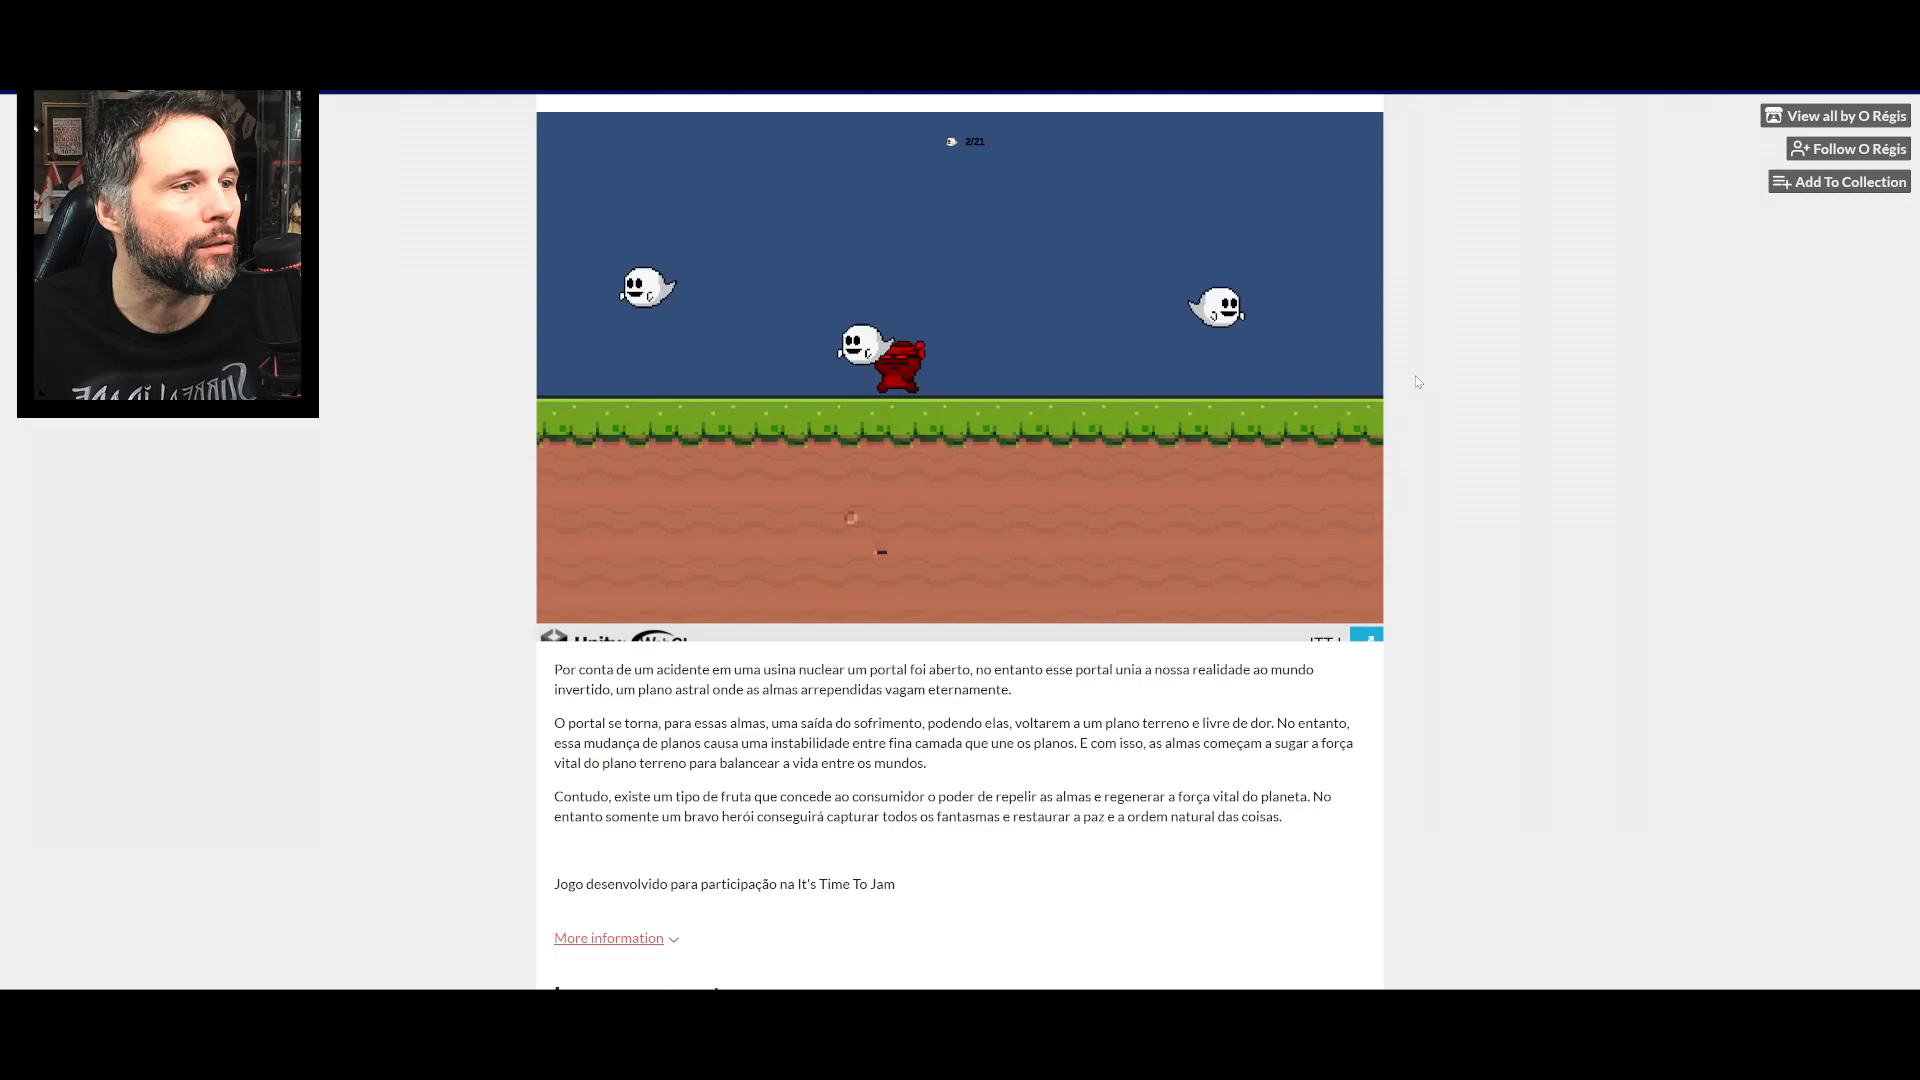 2/21
View all by O Régis
Follow O Régis
Add To Collection
Por conta de um acidente em uma usina nuclear um portal foi aberto, no entanto esse portal unia a nossa realidade ao mundo
invertido, um plano astral onde as almas arrependidas vagam eternamente.
O portal se torna, para essas almas, uma saída do sofrimento, podendo elas, voltarem a um plano terreno e livre de dor. No entanto,
essa mudança de planos causa uma instabilidade entre fina camada que une os planos. E com isso, as almas começam a sugar a força
vital do plano terreno para balancear a vida entre os mundos.
Contudo, existe um tipo de fruta que concede ao consumidor o poder de repelir as almas e regenerar a força vital do planeta. No
entanto somente um bravo herói conseguirá capturar todos os fantasmas e restaurar a paz e a ordem natural das coisas.
Jogo desenvolvido para participação na It's Time To Jam
More information